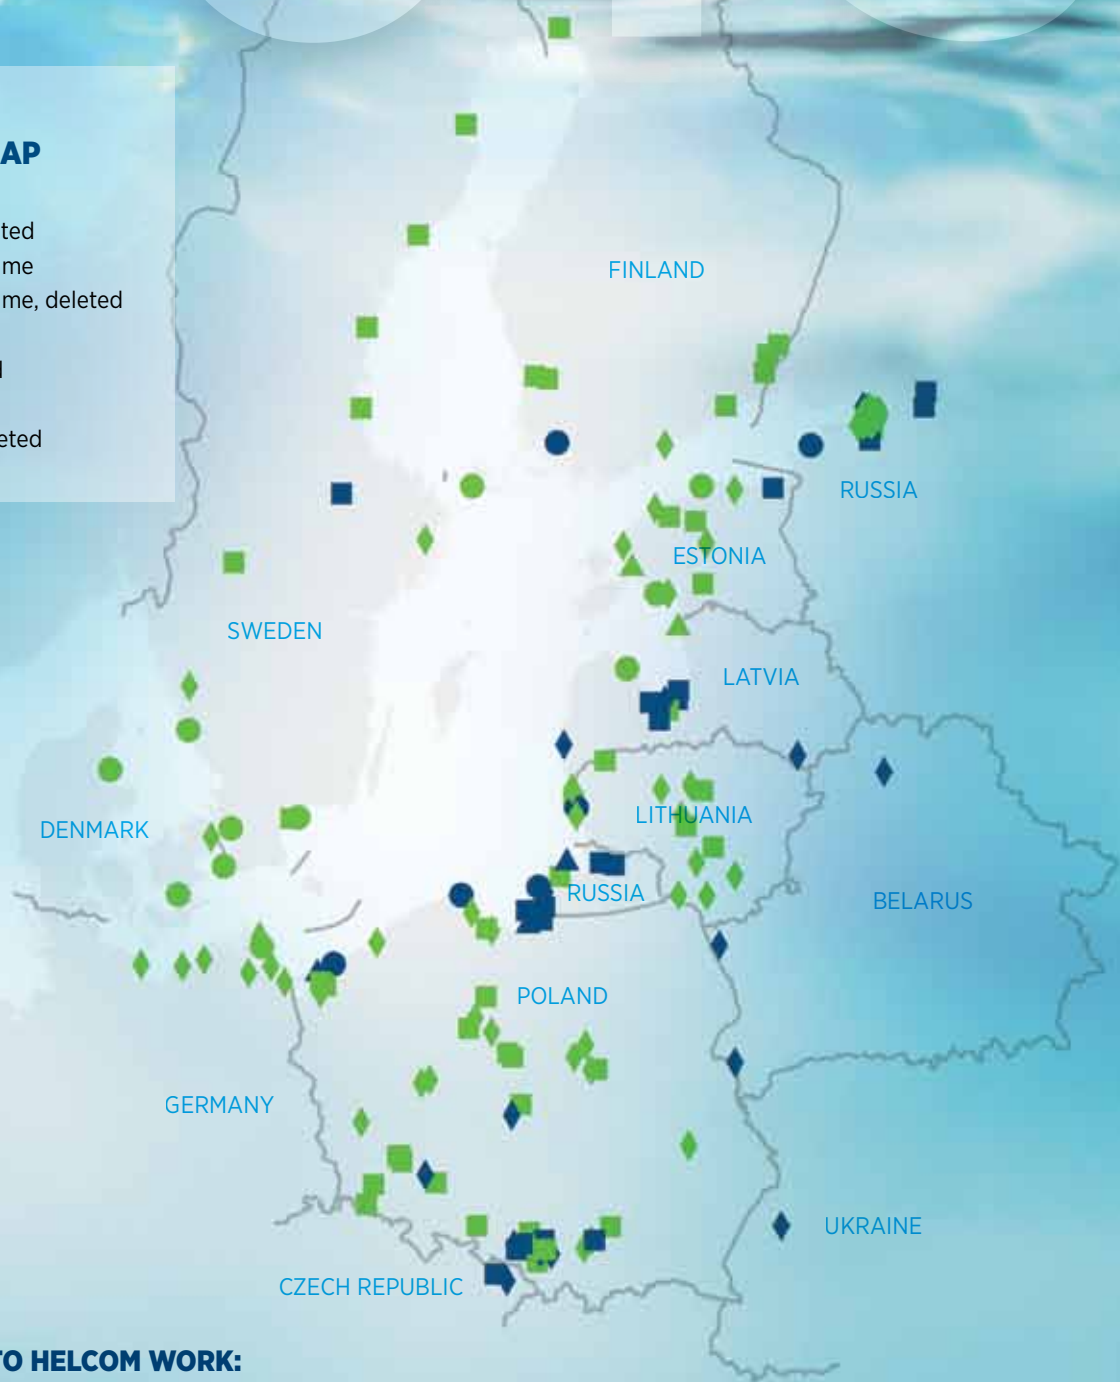 AP
ted
me
me, deleted
eted
FINLAND
RUSSIA
ESTONIA
SWEDEN
LATVIA
LITHUANIA
DENMARK
RUSSIA
BELARUS
POLAND
GERMANY
UKRAINE
CZECH REPUBLIC
TO HELCOM WORK: